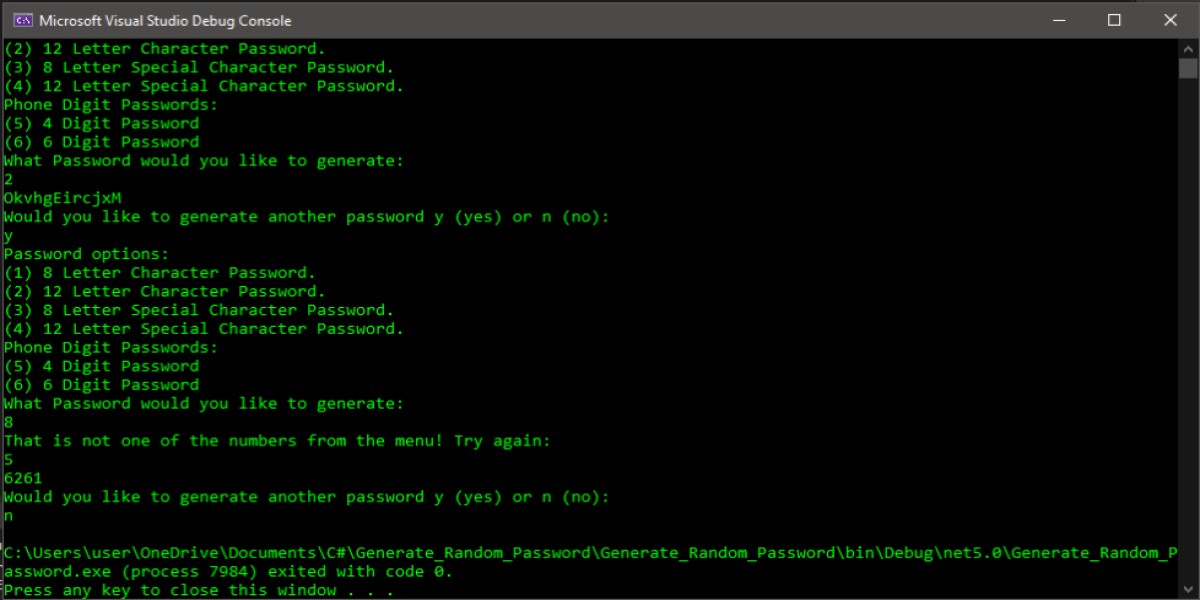 Microsoft Visual Studio Debug Console
(2) 12 Letter Character Password.
(3) 8 Letter Special Character Password.
(4) 12 Letter Special Character Password.
Phone Digit Passwords:
(5) 4 Digit Password
(6) 6 Digit Password
What Password would you like to generate:
2
OkvhgEircjxM
Would you like to generate another password y (yes) or n (no):
y
Password options:
(1) 8 Letter Character Password.
(2) 12 Letter Character Password.
(3) 8 Letter Special Character Password.
(4) 12 Letter Special Character Password.
Phone Digit Passwords:
(5) 4 Digit Password
(6) 6 Digit Password
What Password would you like to generate:
8
That is not one of the numbers from the menu! Try again:
5
6261
Would you like to generate another password y (yes) or n (no):
n
C:\Users\user\OneDrive\Documents\C#\Generate_Random_Password\Generate_Random_Password\bin\Debug\net5.0\Generate_Random_P
assword.exe (process 7984) exited with code 0.
Press any key to close this window . . .